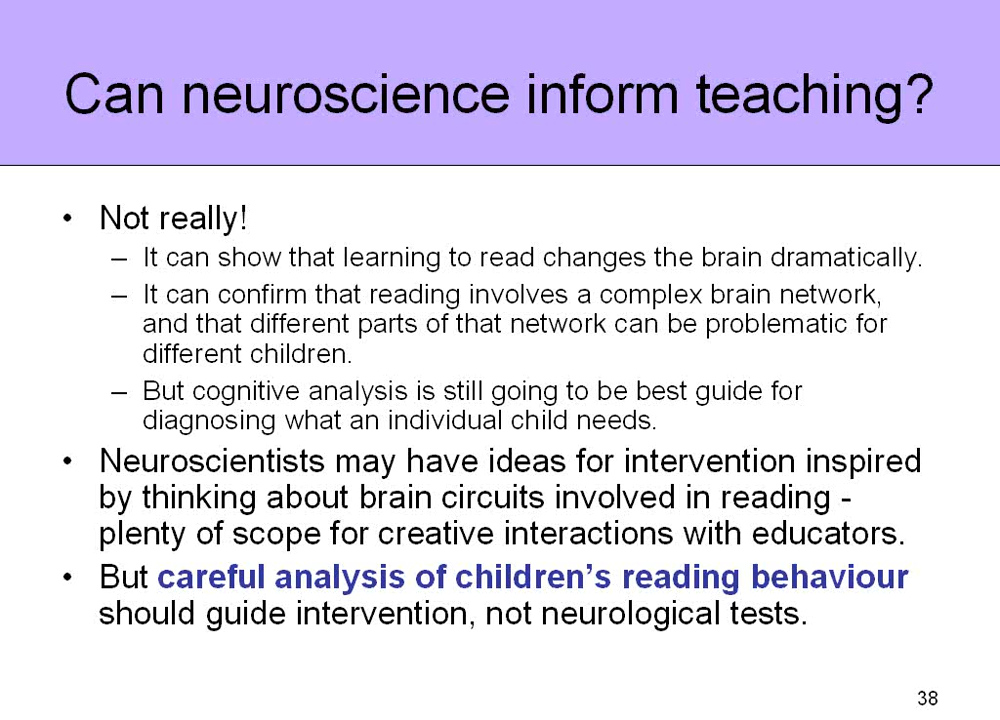 Can neuroscience inform teaching?
• Not really!
– It can show that learning to read changes the brain dramatically.
– It can confirm that reading involves a complex brain network,
and that different parts of that network can be problematic for
different children.
– But cognitive analysis is still going to be best guide for
diagnosing what an individual child needs.
• Neuroscientists may have ideas for intervention inspired
by thinking about brain circuits involved in reading -
plenty of scope for creative interactions with educators.
• But careful analysis of children’s reading behaviour
should guide intervention, not neurological tests.
38